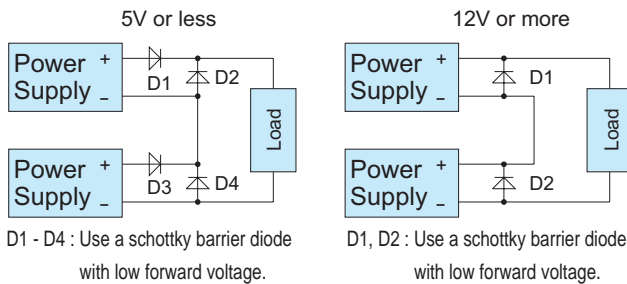 5V or less
Power +
Supply –
D1
D2
Load
Power +
Supply –
D3
D4
D1 - D4 : Use a schottky barrier diode
with low forward voltage.
12V or more
Power +
Supply –
D1
Load
Power +
Supply –
D2
D1, D2 : Use a schottky barrier diode
with low forward voltage.